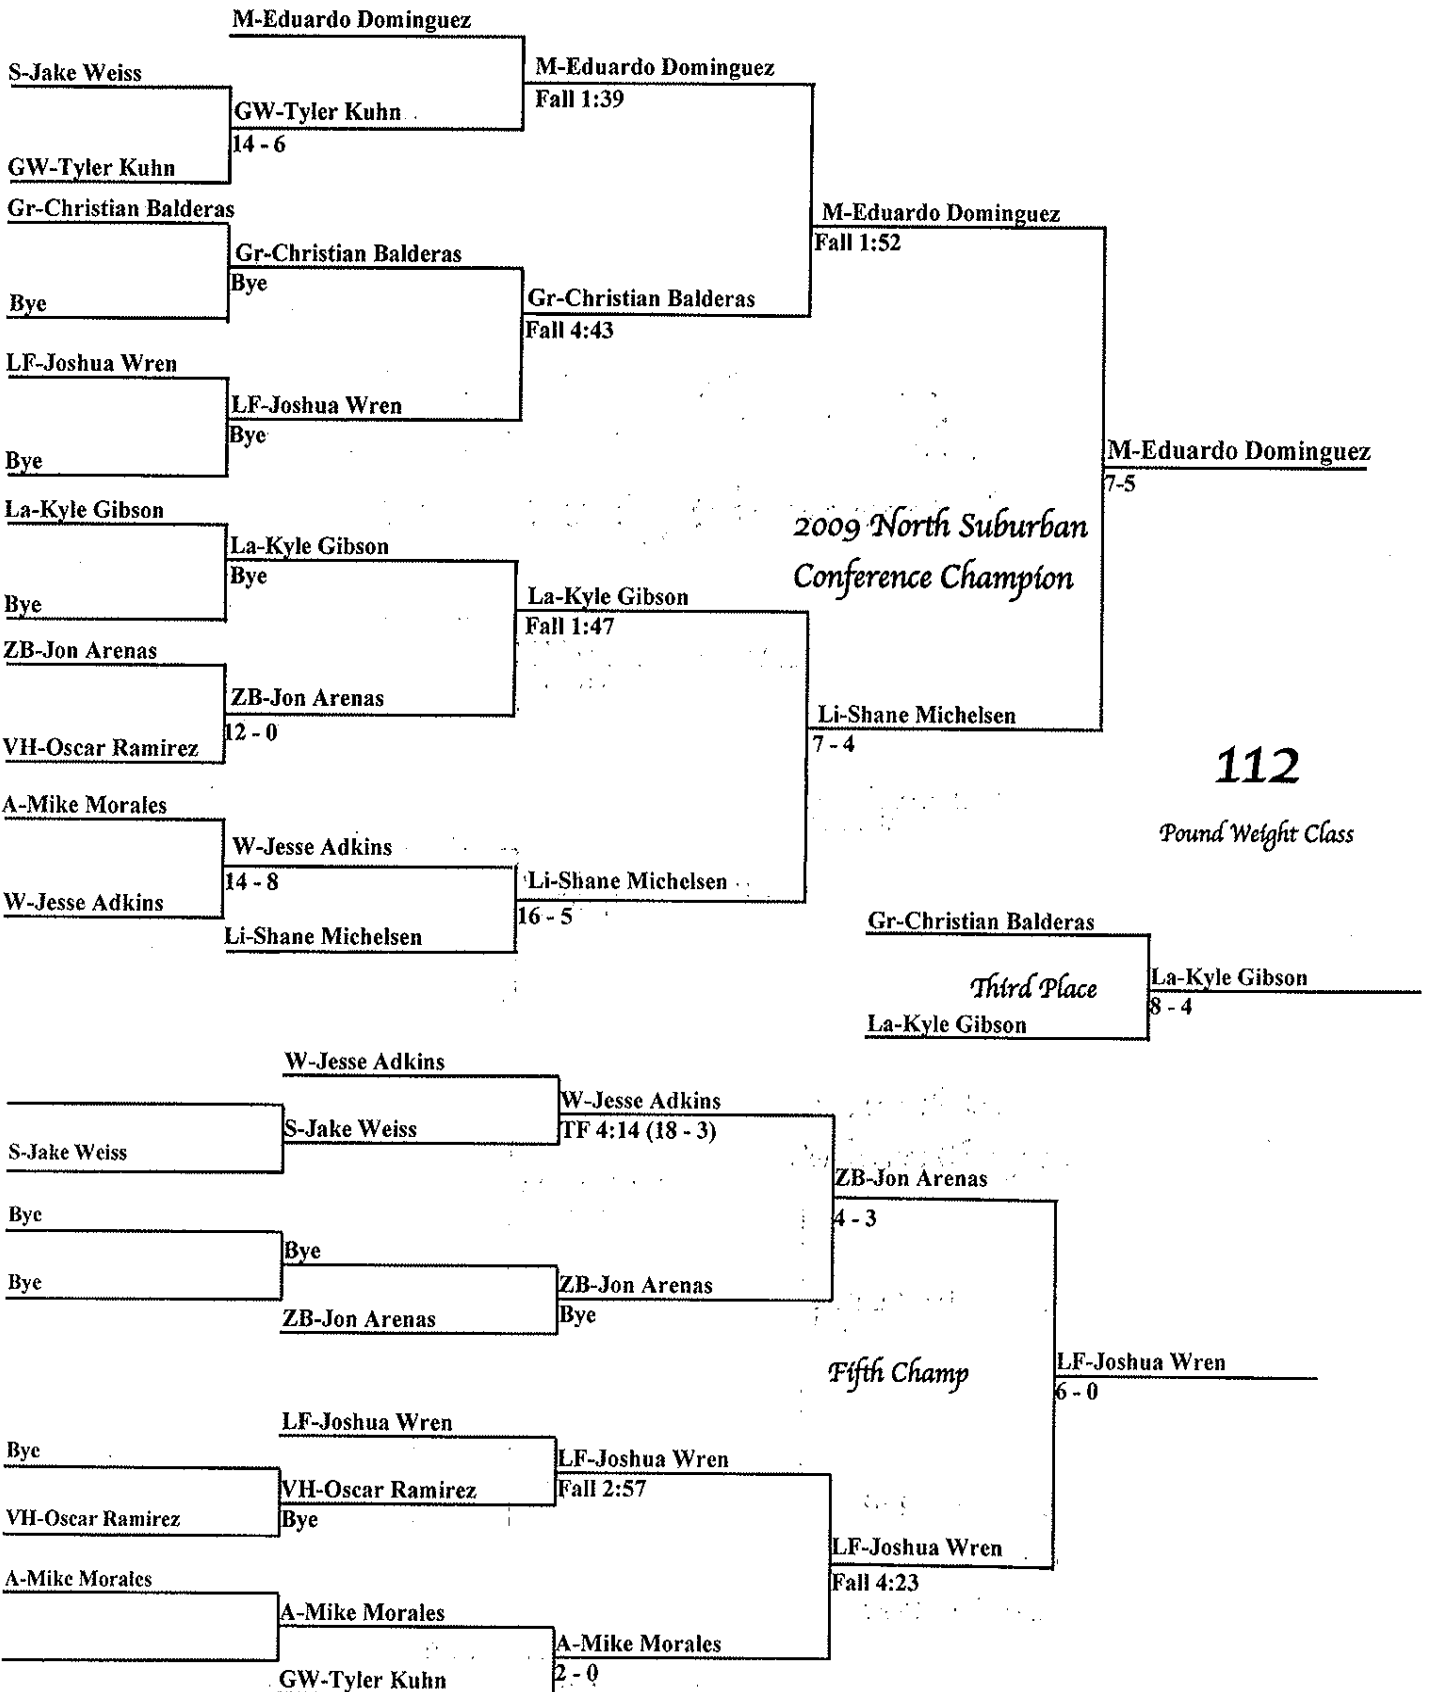 M-Eduardo Dominguez
S-Jake Weiss
M-Eduardo Dominguez
Fall 1:39
GW-Tyler Kuhn
14 - 6
GW-Tyler Kuhn
Gr-Christian Balderas
M-Eduardo Dominguez
Fall 1:52
Gr-Christian Balderas
Bye
Bye
Gr-Christian Balderas
Fall 4:43
LF-Joshua Wren
LF-Joshua Wren
Bye
Bye
M-Eduardo Dominguez
7-5
La-Kyle Gibson
2009 North Suburban
Conference Champion
La-Kyle Gibson
Bye
Bye
La-Kyle Gibson
Fall 1:47
ZB-Jon Arenas
ZB-Jon Arenas
12 - 0
VH-Oscar Ramirez
Li-Shane Michelsen
7 - 4
112
Pound Weight Class
A-Mike Morales
W-Jesse Adkins
14 - 8
W-Jesse Adkins
Li-Shane Michelsen
16 - 5
Li-Shane Michelsen
Gr-Christian Balderas
Third Place
La-Kyle Gibson
8 - 4
La-Kyle Gibson
W-Jesse Adkins
W-Jesse Adkins
TF 4:14 (18 - 3)
S-Jake Weiss
S-Jake Weiss
ZB-Jon Arenas
4 - 3
Bye
Bye
Bye
ZB-Jon Arenas
Bye
ZB-Jon Arenas
Fifth Champ
LF-Joshua Wren
6 - 0
LF-Joshua Wren
Bye
LF-Joshua Wren
Fall 2:57
VH-Oscar Ramirez
Bye
VH-Oscar Ramirez
LF-Joshua Wren
Fall 4:23
A-Mike Morales
A-Mike Morales
A-Mike Morales
2 - 0
GW-Tyler Kuhn